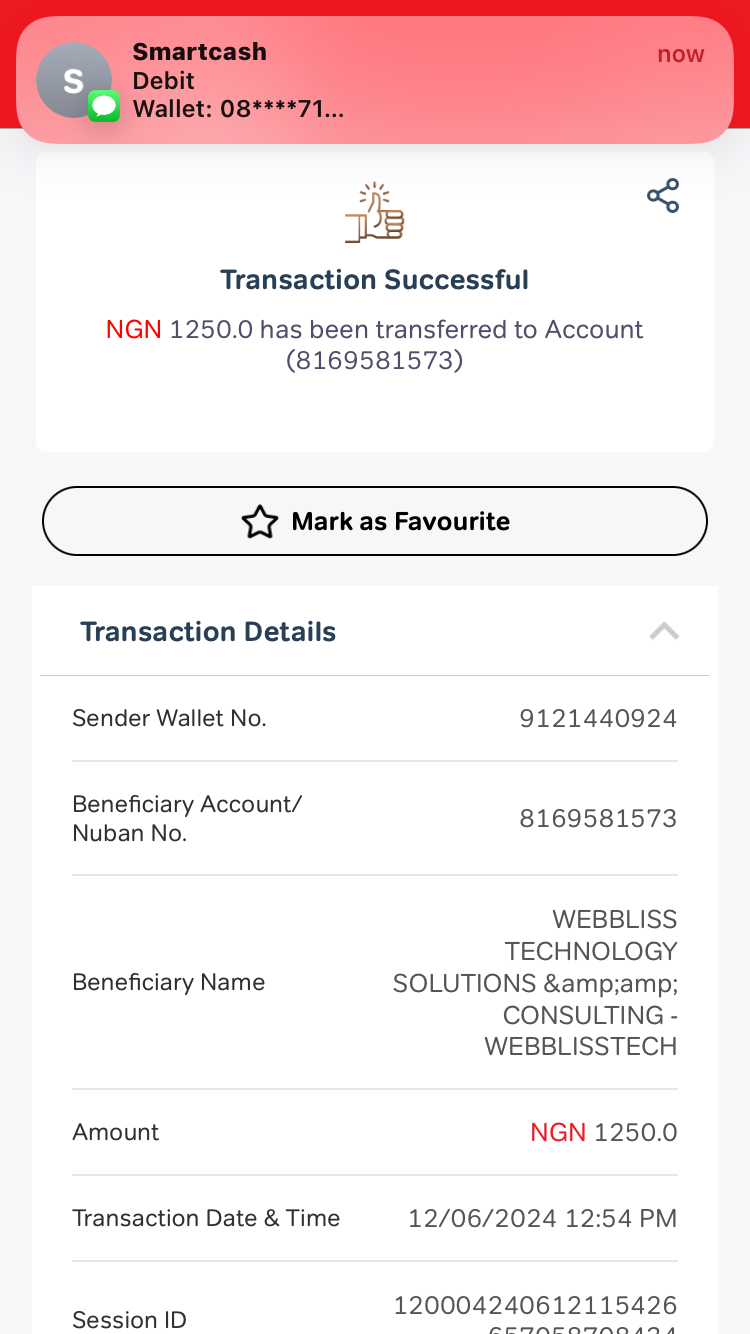 Smartcash
now
Debit
Wallet: 08****71...
S
Transaction Successful
NGN 1250.0 has been transferred to Account
(8169581573)
Mark as Favourite
Transaction Details
Sender Wallet No. 9121440924
Beneficiary Account/
Nuban No. 8169581573
Beneficiary Name
WEBBLISS
TECHNOLOGY
SOLUTIONS &amp;amp;
CONSULTING -
WEBBLISSTECH
Amount NGN 1250.0
Transaction Date & Time 12/06/2024 12:54 PM
Session ID 120004240612115426